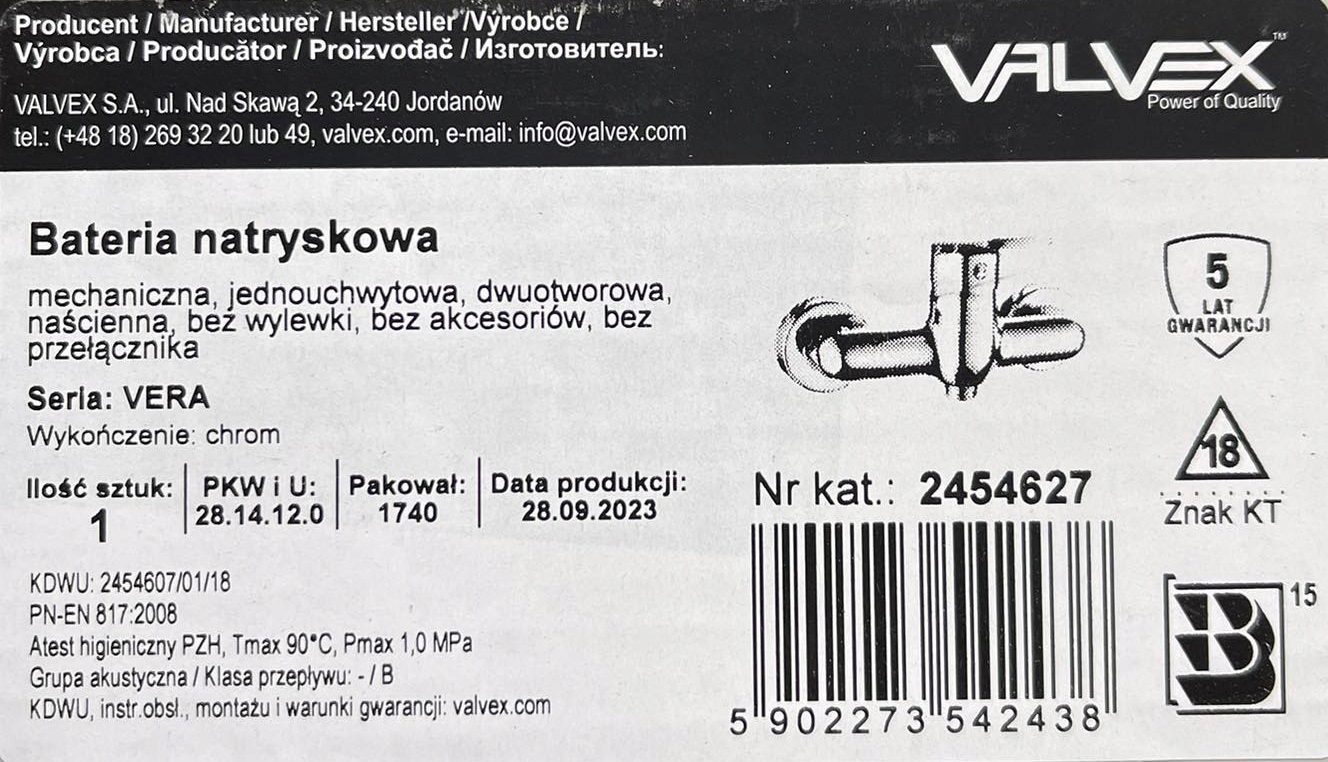 Producent / Manufacturer / Hersteller /Výrobce /
Výrobca / Producător / Proizvođač / Изготовитель:
VALVEX S.A., ul. Nad Skawą 2, 34-240 Jordanów
tel.: (+48 18) 269 32 20 lub 49, valvex.com, e-mail: info@valvex.com
VALVEX™
Power of Quality
Bateria natryskowa
mechaniczna, jednouchwytowa, dwuotworowa,
naścienna, bez wylewki, bez akcesoriów, bez
przełącznika
Seria: VERA
Wykończenie: chrom
Ilość sztuk:
1
PKW i U:
28.14.12.0
Pakował:
1740
Data produkcji:
28.09.2023
KDWU: 2454607/01/18
PN-EN 817:2008
Atest higieniczny PZH, Tmax 90°C, Pmax 1,0 MPa
Grupa akustyczna / Klasa przepływu: - / B
KDWU, instr.obsł., montażu i warunki gwarancji: valvex.com
5
LAT
GWARANCJI
18
Znak KT
Nr kat.: 2454627
5 902273 542438
B 15